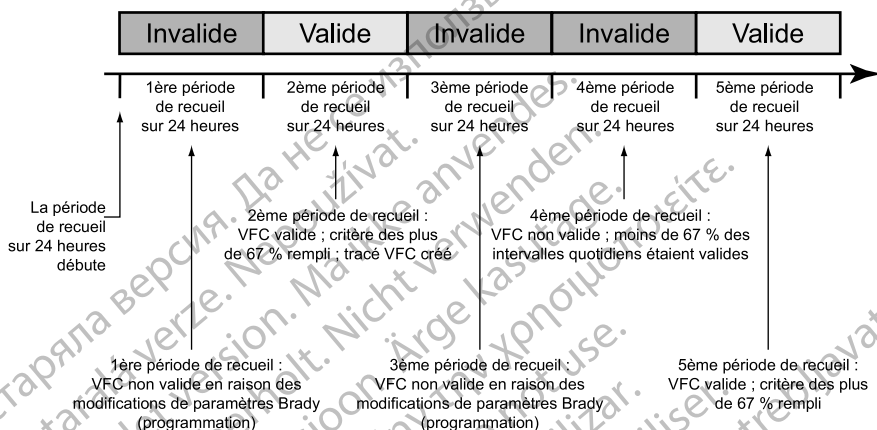 Invalide Valide Invalide Invalide Valide
1ère période
de recueil
sur 24 heures
2ème période
de recueil
sur 24 heures
3ème période
de recueil
sur 24 heures
4ème période
de recueil
sur 24 heures
5ème période
de recueil
sur 24 heures
La période
de recueil
sur 24 heures
débute
2ème période de recueil :
VFC valide ; critère des plus
de 67 % rempli ; tracé VFC créé
4ème période de recueil :
VFC non valide ; moins de 67 % des
intervalles quotidiens étaient valides
1ère période de recueil :
VFC non valide en raison des
modifications de paramètres Brady
(programmation)
3ème période de recueil :
VFC non valide en raison des
modifications de paramètres Brady
(programmation)
5ème période de recueil :
VFC valide ; critère des plus
de 67 % rempli